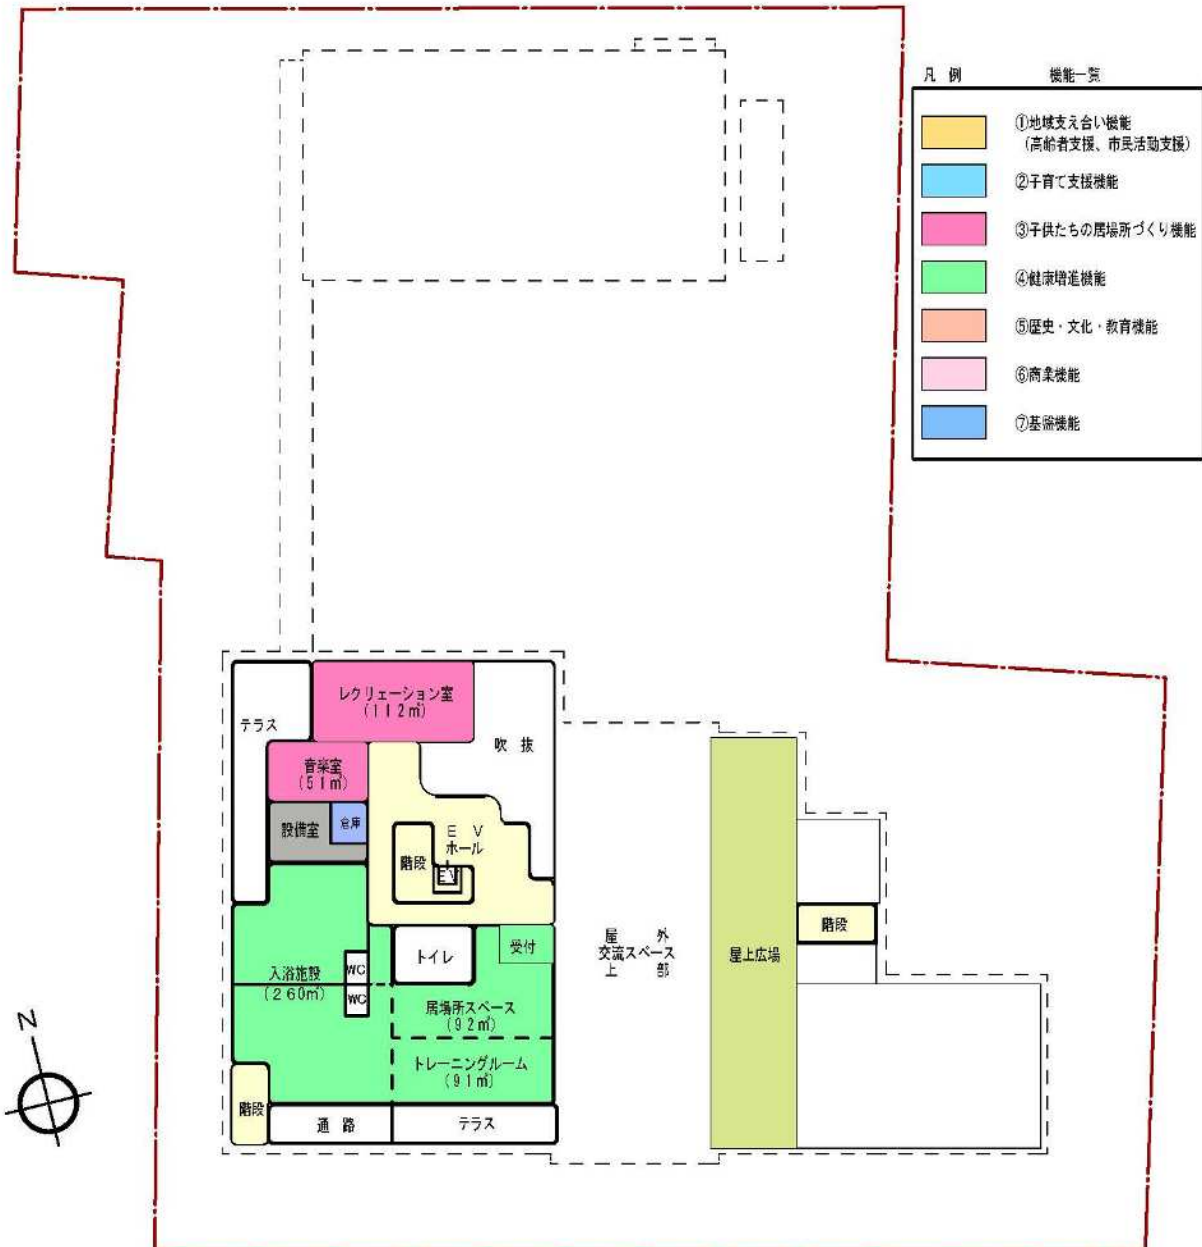 凡 例
機能一覧
①地域支え合い機能
(高齢者支援、市民活動支援)
②子育て支援機能
③子供たちの居場所づくり機能
④健康増進機能
⑤歴史・文化・教育機能
⑥商業機能
⑦基盤機能
レクリェーション室
(112㎡)
テラス
吹 抜
音楽室
(51㎡)
設備室
倉庫
E V
ホール
階段
EV
トイレ
受付
入浴施設
(260㎡)
WC
WC
居場所スペース
(92㎡)
トレーニングルーム
(91㎡)
階段
通 路
テラス
屋 外
交流スペース
上 部
屋上広場
階段
N